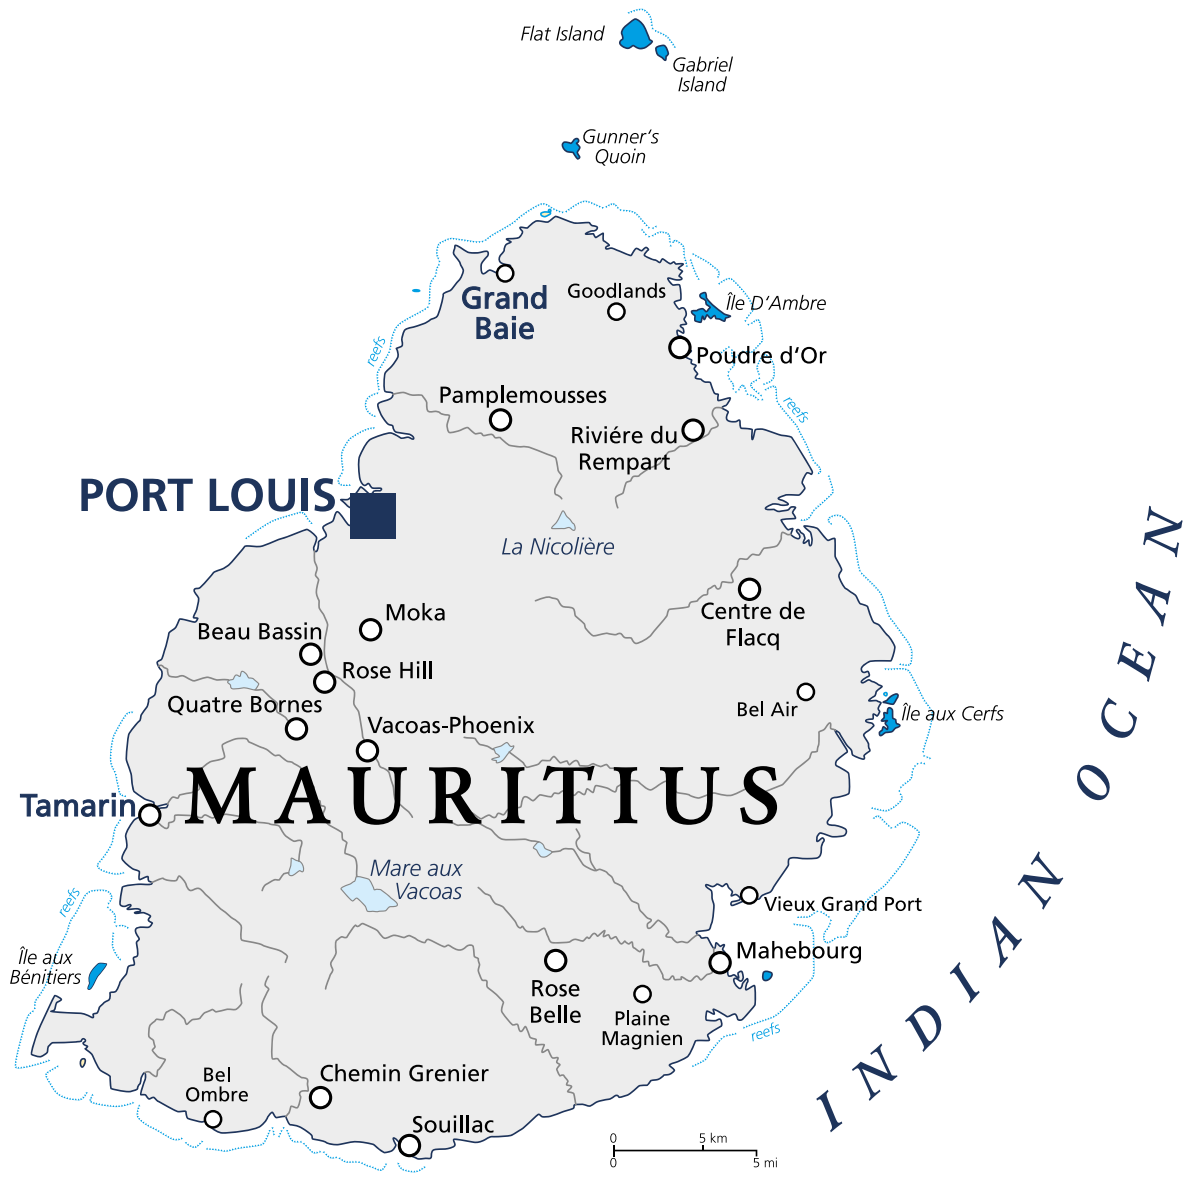 Flat Island
Gabriel
Island
Gunner's
Quoin
Grand
Baie
Goodlands
Île D'Ambre
reefs
Poudre d'Or
Pamplemousses
reefs
Riviére du
Rempart
PORT LOUIS
La Nicolière
Centre de
Flacq
Moka
Beau Bassin
Rose Hill
Quatre Bornes
Bel Air
Île aux Cerfs
Vacoas-Phoenix
MAURITIUS
Tamarin
INDIAN OCEAN
Mare aux
Vacoas
reefs
Vieux Grand Port
Île aux
Bénitiers
Mahebourg
Rose
Belle
Plaine
Magnien
reefs
Bel
Ombre
Chemin Grenier
Souillac
0 5 km
0 5 mi